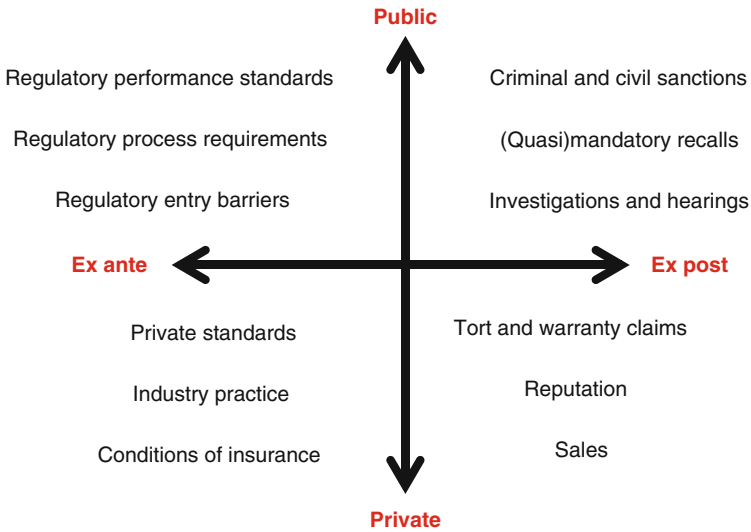 Public
Regulatory performance standards
Criminal and civil sanctions
Regulatory process requirements
(Quasi)mandatory recalls
Regulatory entry barriers
Investigations and hearings
Ex ante
Ex post
Private standards
Tort and warranty claims
Industry practice
Reputation
Conditions of insurance
Sales
Private